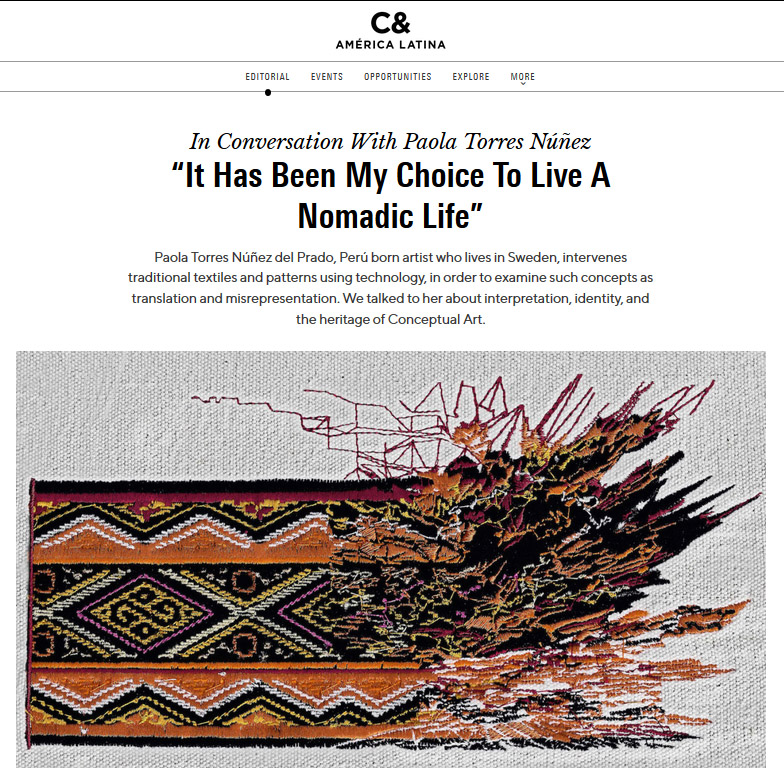 C&
AMÉRICA LATINA
EDITORIAL EVENTS OPPORTUNITIES EXPLORE MORE
In Conversation With Paola Torres Núñez
“It Has Been My Choice To Live A
Nomadic Life”
Paola Torres Núñez del Prado, Perú born artist who lives in Sweden, intervenes
traditional textiles and patterns using technology, in order to examine such concepts as
translation and misrepresentation. We talked to her about interpretation, identity, and
the heritage of Conceptual Art.